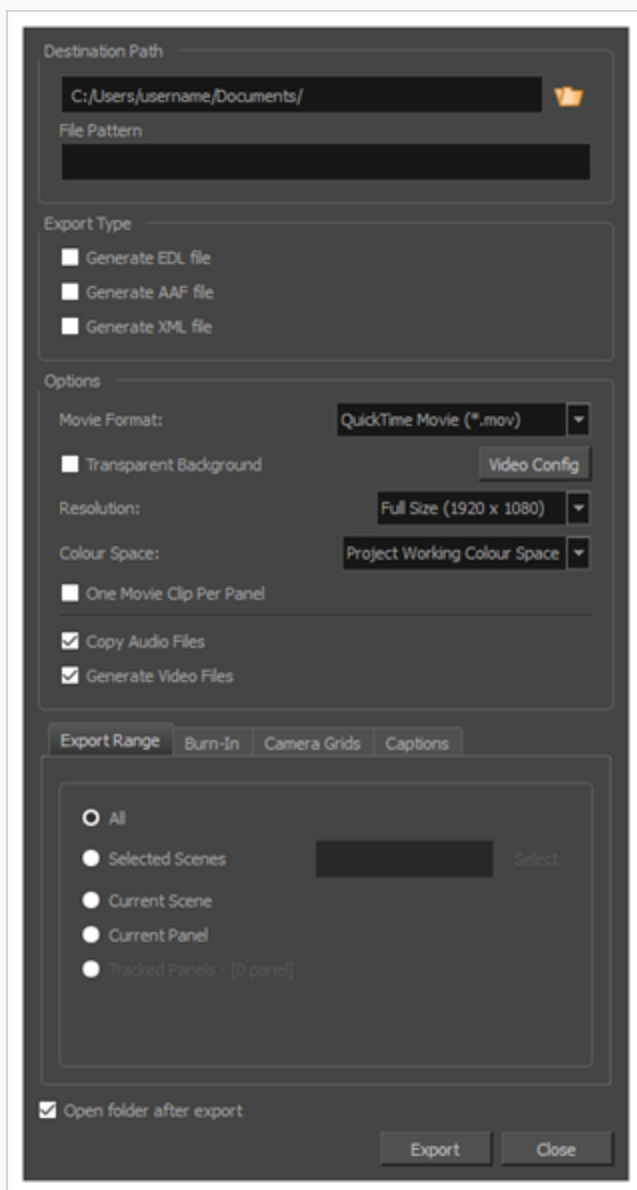 Destination Path
C:/Users/username/Documents/
File Pattern
Export Type
Generate EDL file
Generate AAF file
Generate XML file
Options
Movie Format: QuickTime Movie (*.mov)
Transparent Background Video Config
Resolution: Full Size (1920 x 1080)
Colour Space: Project Working Colour Space
One Movie Clip Per Panel
Copy Audio Files
Generate Video Files
Export Range Burn-In Camera Grids Captions
All
Selected Scenes Select
Current Scene
Current Panel
Tracked Panels - [0 panel]
Open folder after export
Export Close